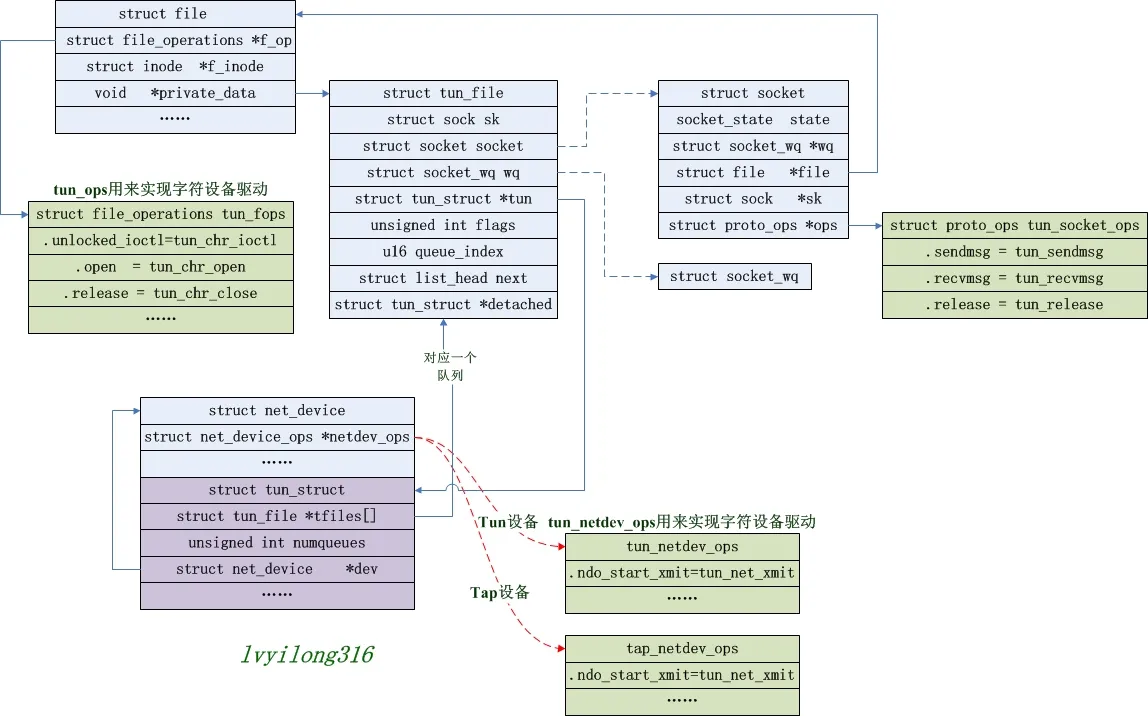 struct file
struct file_operations *f_op
struct inode *f_inode
void *private_data
……
struct tun_file
struct sock sk
struct socket socket
struct socket_wq wq
struct tun_struct *tun
unsigned int flags
u16 queue_index
struct list_head next
struct tun_struct *detached
struct socket
socket_state state
struct socket_wq *wq
struct file *file
struct sock *sk
struct proto_ops *ops
struct socket_wq
struct proto_ops tun_socket_ops
.sendmsg = tun_sendmsg
.recvmsg = tun_recvmsg
.release = tun_release
tun_ops用来实现字符设备驱动
struct file_operations tun_fops
.unlocked_ioctl=tun_chr_ioctl
.open = tun_chr_open
.release = tun_chr_close
……
对应一个
队列
struct net_device
struct net_device_ops *netdev_ops
……
struct tun_struct
struct tun_file *tfiles[]
unsigned int numqueues
struct net_device *dev
……
Tun设备 tun_netdev_ops用来实现字符设备驱动
tun_netdev_ops
.ndo_start_xmit=tun_net_xmit
……
Tap设备
tap_netdev_ops
.ndo_start_xmit=tun_net_xmit
……
lvyilong316